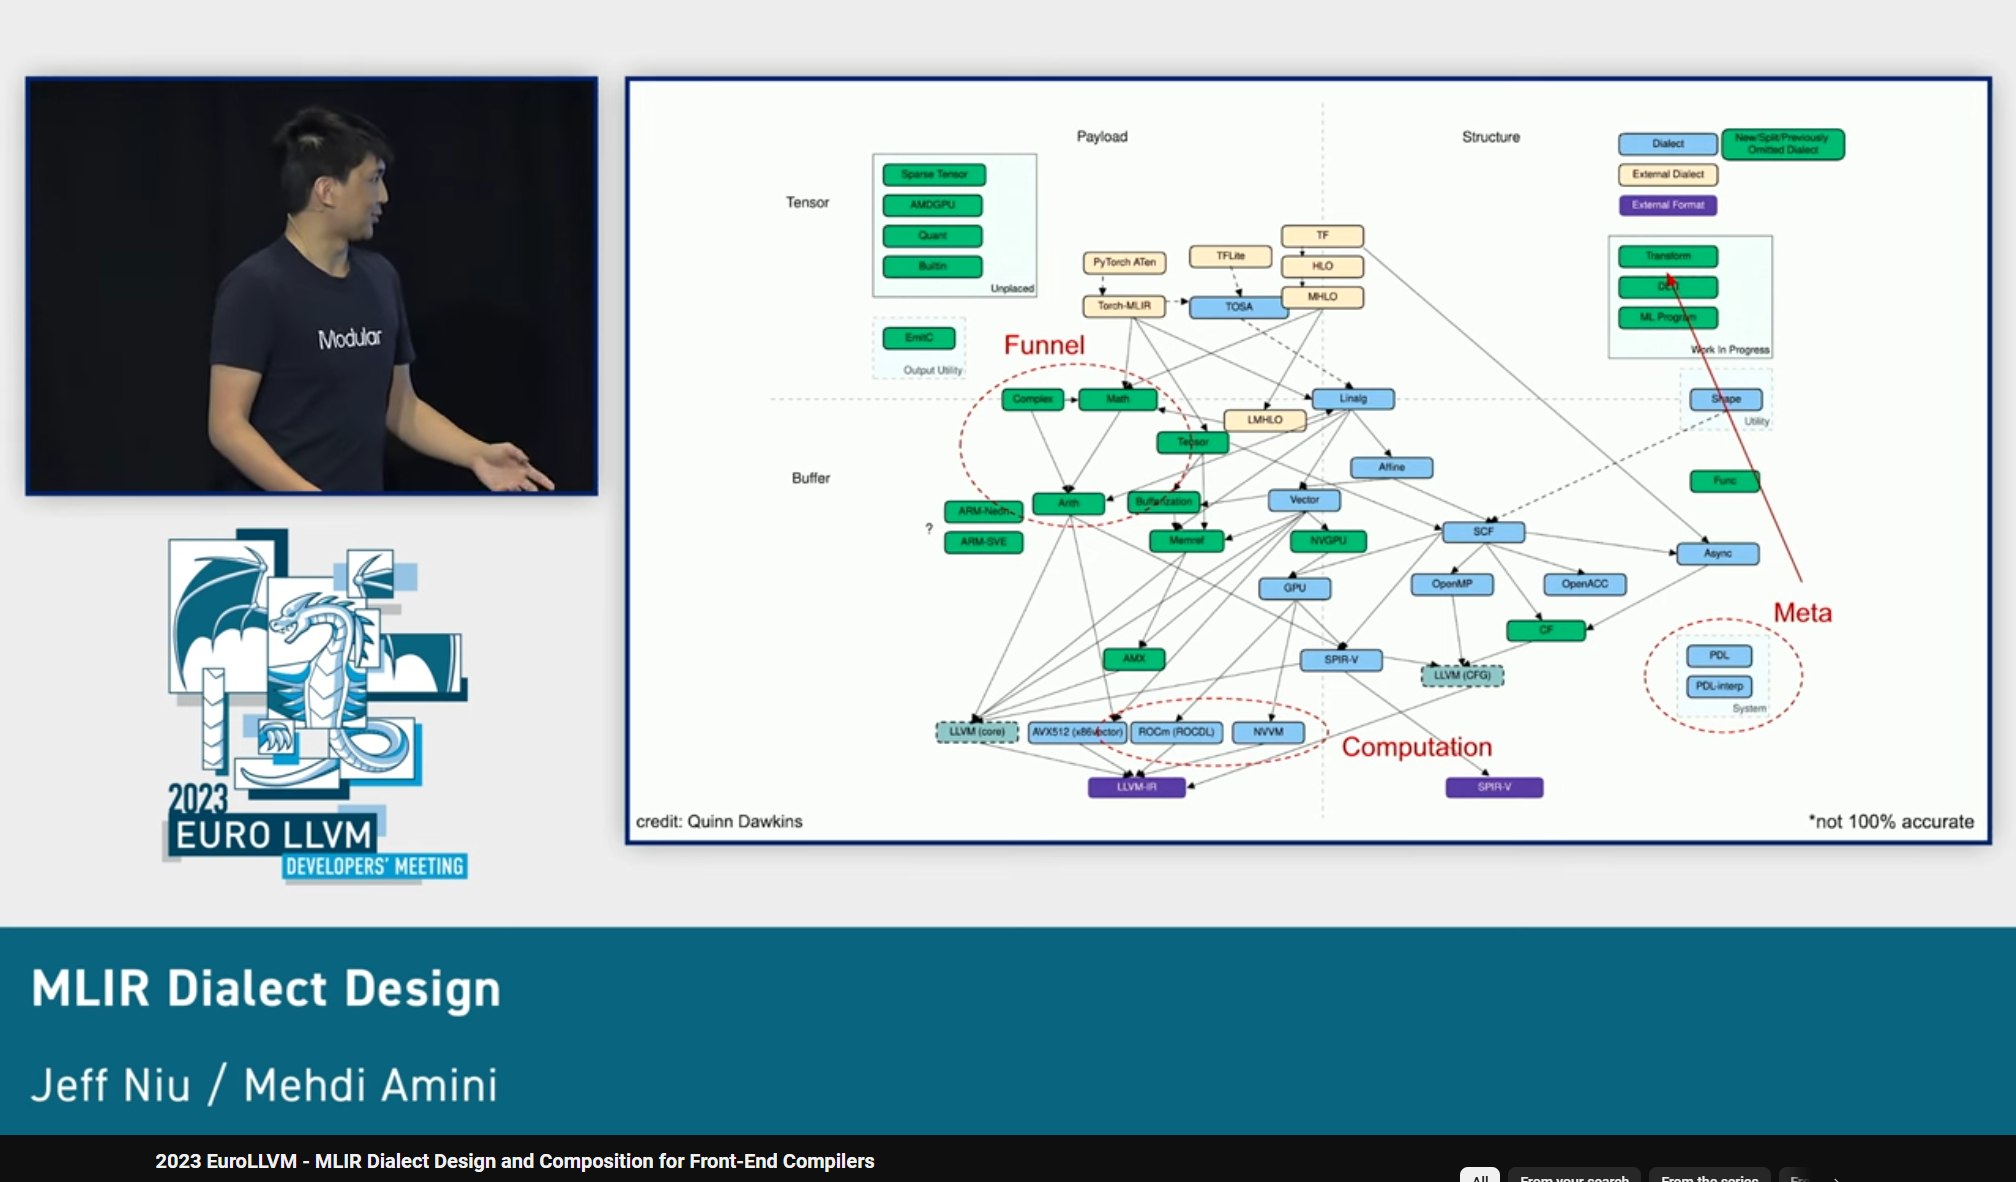 Modular
Payload
Structure
Tensor
Buffer
Dialect
New/Split/Previously
Omitted Dialect
External Dialect
External Format
Sparse Tensor
AMDGPU
Quant
Builtin
Unplaced
EmitC
Output Utility
Transform
ML Program
Work In Progress
Shape
Utility
Func
PyTorch ATen
TFLite
TF
HLO
Torch-MLIR
TOSA
MHLO
Funnel
Complex
Math
Linalg
LMHLO
Tensor
Affine
Arith
Bufferization
Vector
ARM-Neon
?
ARM-SVE
Memref
NVGPU
SCF
Async
GPU
OpenMP
OpenACC
CF
Meta
AMX
SPIR-V
LLVM (CFG)
PDL
PDL-interp
System
LLVM (core)
AVX512 (x86vector)
ROCm (ROCDL)
NVVM
Computation
LLVM-IR
SPIR-V
credit: Quinn Dawkins
*not 100% accurate
2023
EURO LLVM
DEVELOPERS' MEETING
MLIR Dialect Design
Jeff Niu / Mehdi Amini
2023 EuroLLVM - MLIR Dialect Design and Composition for Front-End Compilers
All
From your search
From the series